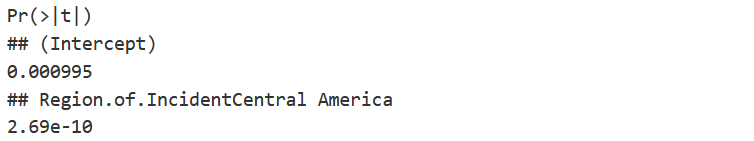 Pr(>|t|)
## (Intercept)
0.000995
## Region.of.IncidentCentral America
2.69e-10